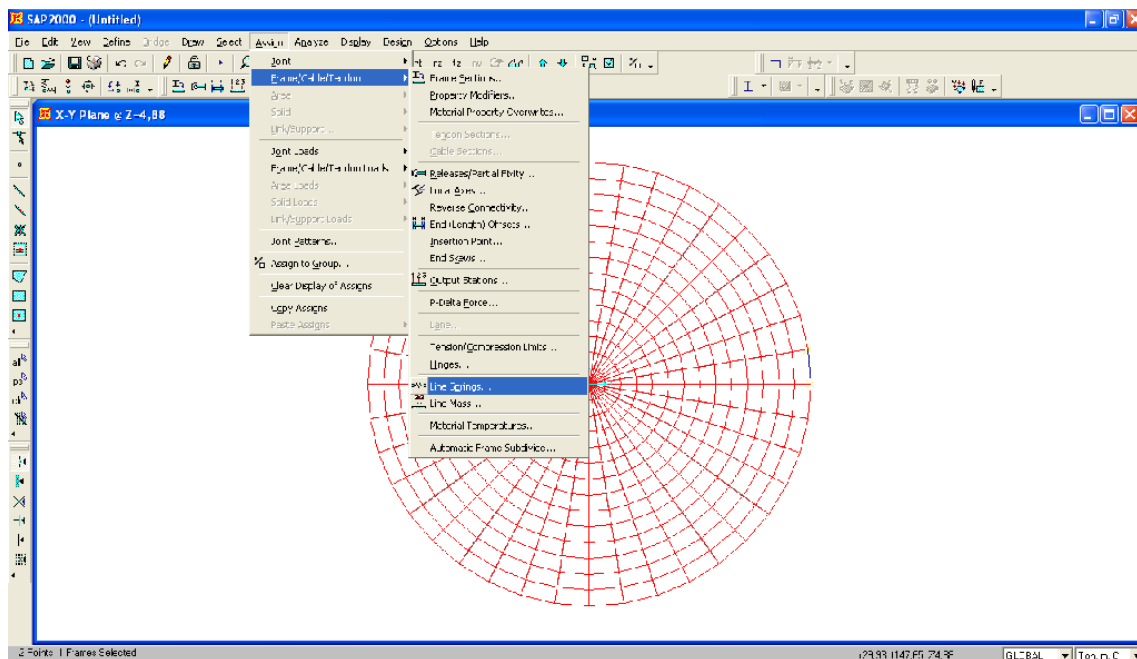 SAP2000 - (Untitled)
File Edit View Define Bridge Draw Select Assign Analyze Display Design Options Help
X-Y Plane @ Z=4,88
Joint
Frame/Cable/Tendon
Area
Solid
Link/Support...
Joint Loads
Frame/Cable/Tendon Loads
Area Loads
Solid Loads
Link/Support Loads
Joint Patterns...
Assign to Group...
Clear Display of Assigns
Copy Assigns
Paste Assigns
Frame Sections...
Property Modifiers...
Material Property Overwrites...
Tendon Sections...
Cable Sections...
Releases/Partial Fixity...
Local Axes...
Reverse Connectivity...
End (Length) Offsets...
Insertion Point...
End Skews...
Output Stations...
P-Delta Force...
Lane...
Tension/Compression Limits...
Hinges...
Line Springs...
Line Mass...
Material Temperatures...
Automatic Frame Subdivide...
2 Points 1 Frames Selected
GLOBAL
Ton, m, C